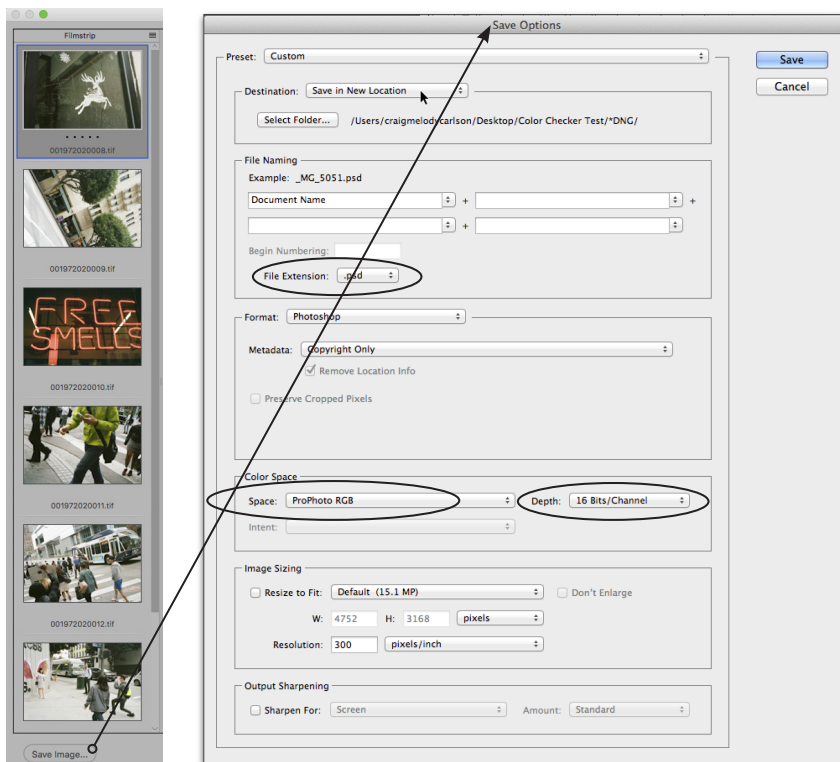 Filmstrip
001972020008.tif
001972020009.tif
FREE
SMELLS
001972020010.tif
001972020011.tif
001972020012.tif
Save Image...
Save Options
Preset: Custom
Save
Cancel
Destination: Save in New Location
Select Folder... /Users/craigmelodycarlson/Desktop/Color Checker Test/*DNG/
File Naming
Example: _MG_5051.psd
Document Name + +
+
Begin Numbering:
File Extension: .psd
Format: Photoshop
Metadata: Copyright Only
Remove Location Info
Preserve Cropped Pixels
Color Space
Space: ProPhoto RGB Depth: 16 Bits/Channel
Intent:
Image Sizing
Resize to Fit: Default (15.1 MP) Don't Enlarge
W: 4752 H: 3168 pixels
Resolution: 300 pixels/inch
Output Sharpening
Sharpen For: Screen Amount: Standard